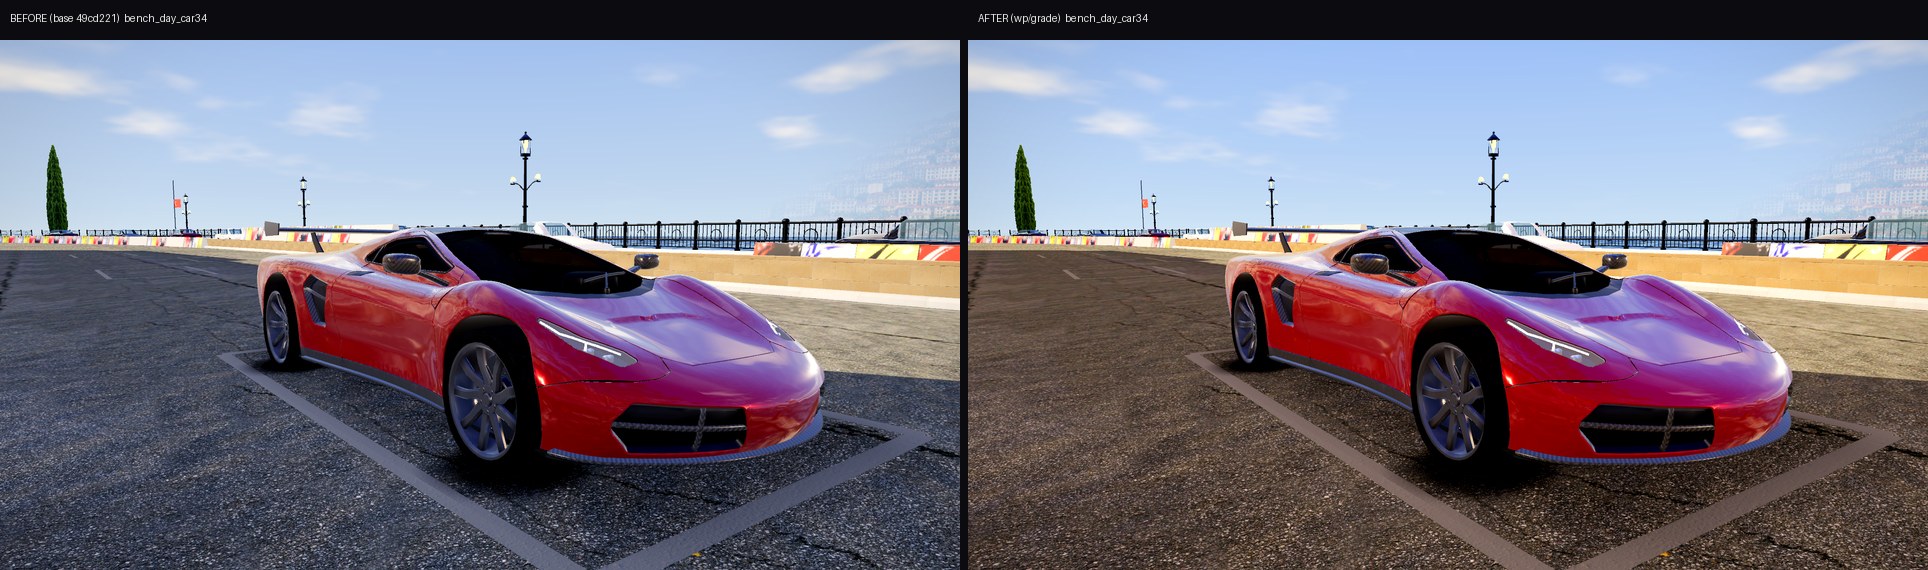 BEFORE (base 49cd221) bench_day_car34
AFTER (wp/grade) bench_day_car34